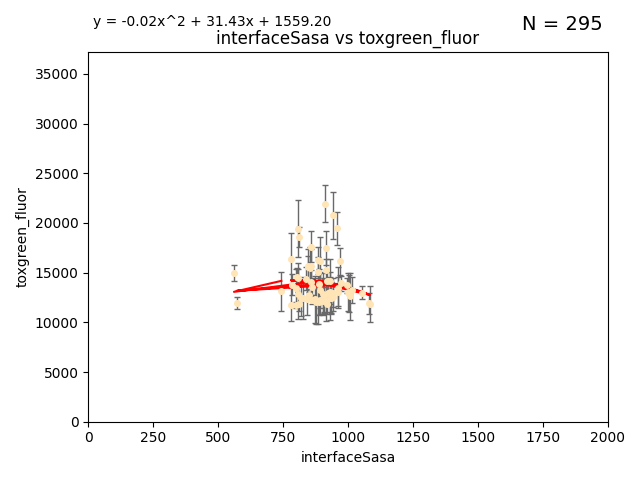 y = -0.02x^2 + 31.43x + 1559.20
N = 295
interfaceSasa vs toxgreen_fluor
toxgreen_fluor
35000
30000
25000
20000
15000
10000
5000
0
0 250 500 750 1000 1250 1500 1750 2000
interfaceSasa